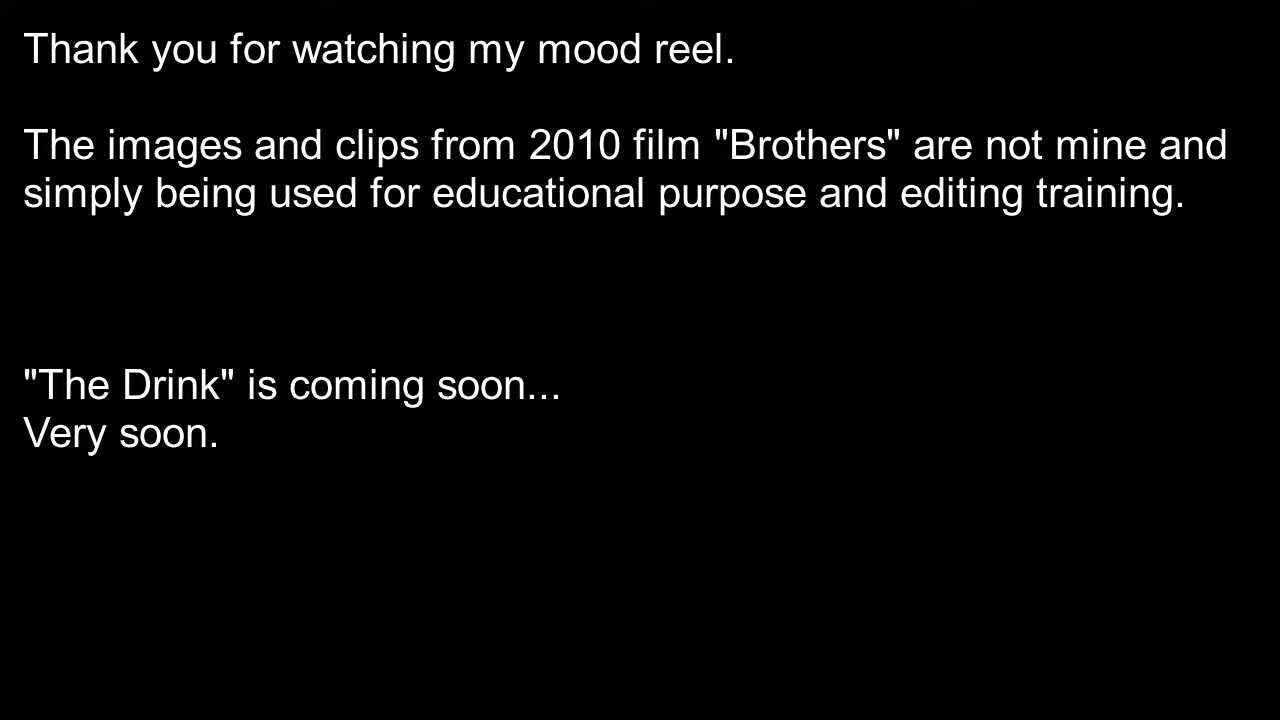 Thank you for watching my mood reel.
The images and clips from 2010 film "Brothers" are not mine and
simply being used for educational purpose and editing training.
"The Drink" is coming soon...
Very soon.